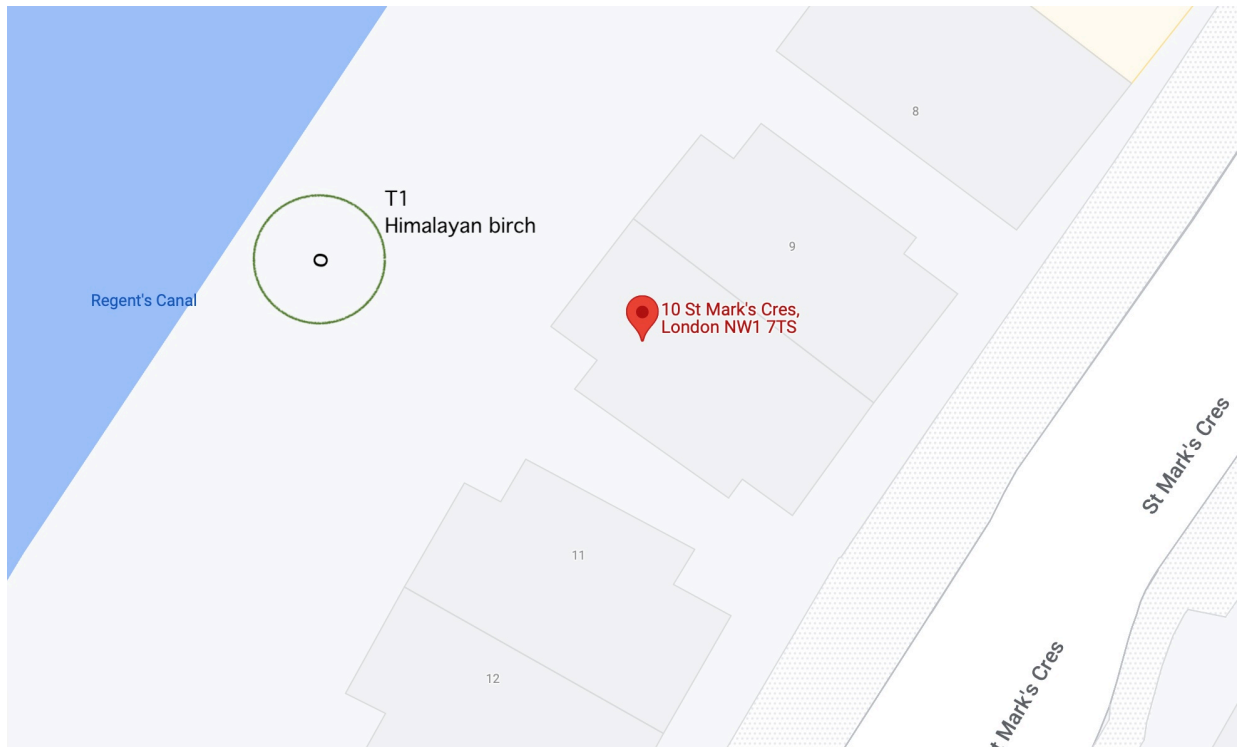 8
T1
Himalayan birch
9
O
Regent's Canal
10 St Mark's Cres,
London NW1 7TS
St Mark's Cres
11
12
St Mark's Cres